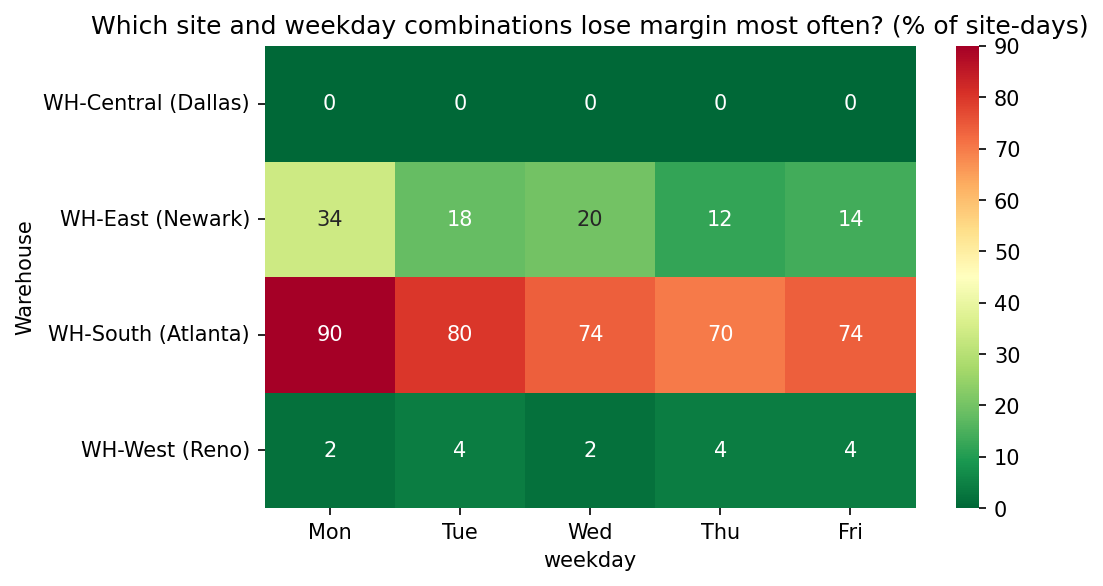 Which site and weekday combinations lose margin most often? (% of site-days)
WH-Central (Dallas) 0 0 0 0 0
WH-East (Newark) 34 18 20 12 14
WH-South (Atlanta) 90 80 74 70 74
WH-West (Reno) 2 4 2 4 4
Mon Tue Wed Thu Fri
weekday
Warehouse
90
80
70
60
50
40
30
20
10
0